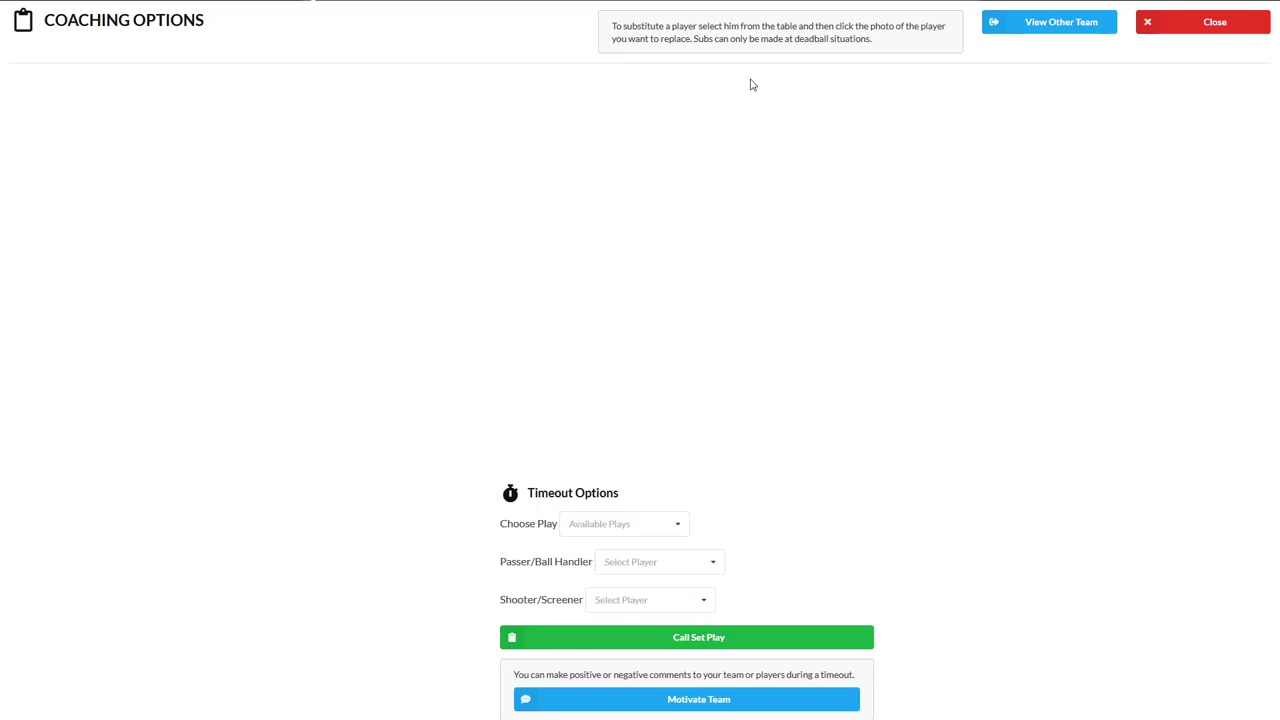 COACHING OPTIONS
To substitute a player select him from the table and then click the photo of the player
you want to replace. Subs can only be made at deadball situations.
View Other Team
Close
Timeout Options
Choose Play Available Plays
Passer/Ball Handler Select Player
Shooter/Screener Select Player
Call Set Play
You can make positive or negative comments to your team or players during a timeout.
Motivate Team